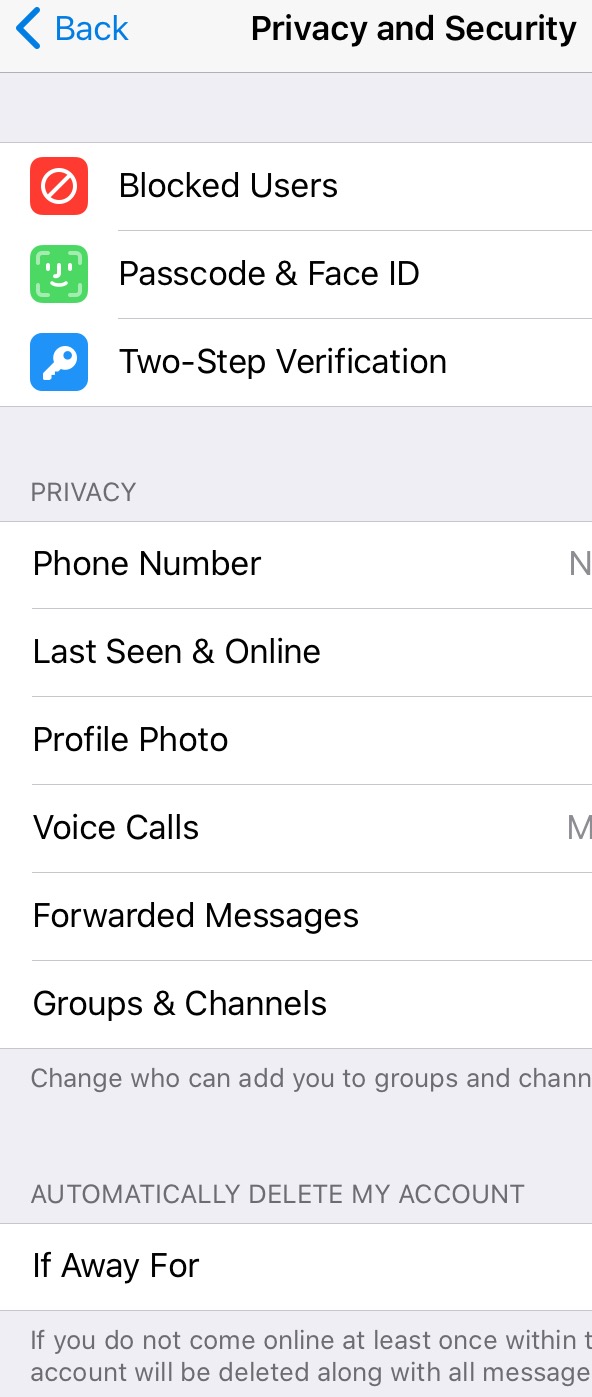 Back
Privacy and Security
Blocked Users
Passcode & Face ID
Two-Step Verification
PRIVACY
Phone Number
Last Seen & Online
Profile Photo
Voice Calls
Forwarded Messages
Groups & Channels
Change who can add you to groups and chann
AUTOMATICALLY DELETE MY ACCOUNT
If Away For
If you do not come online at least once within
account will be deleted along with all message